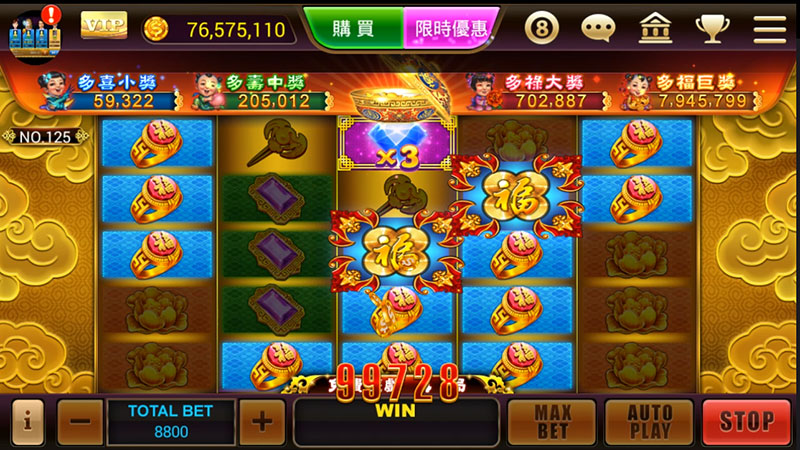 VIP
76,575,110
購買
限時優惠
8
多喜小獎
59,322
多壽中獎
205,012
多祿大獎
702,887
多福巨獎
7,945,799
NO.125
x3
福
福
99728
WIN
i
TOTAL BET
8800
MAX BET
AUTO PLAY
STOP